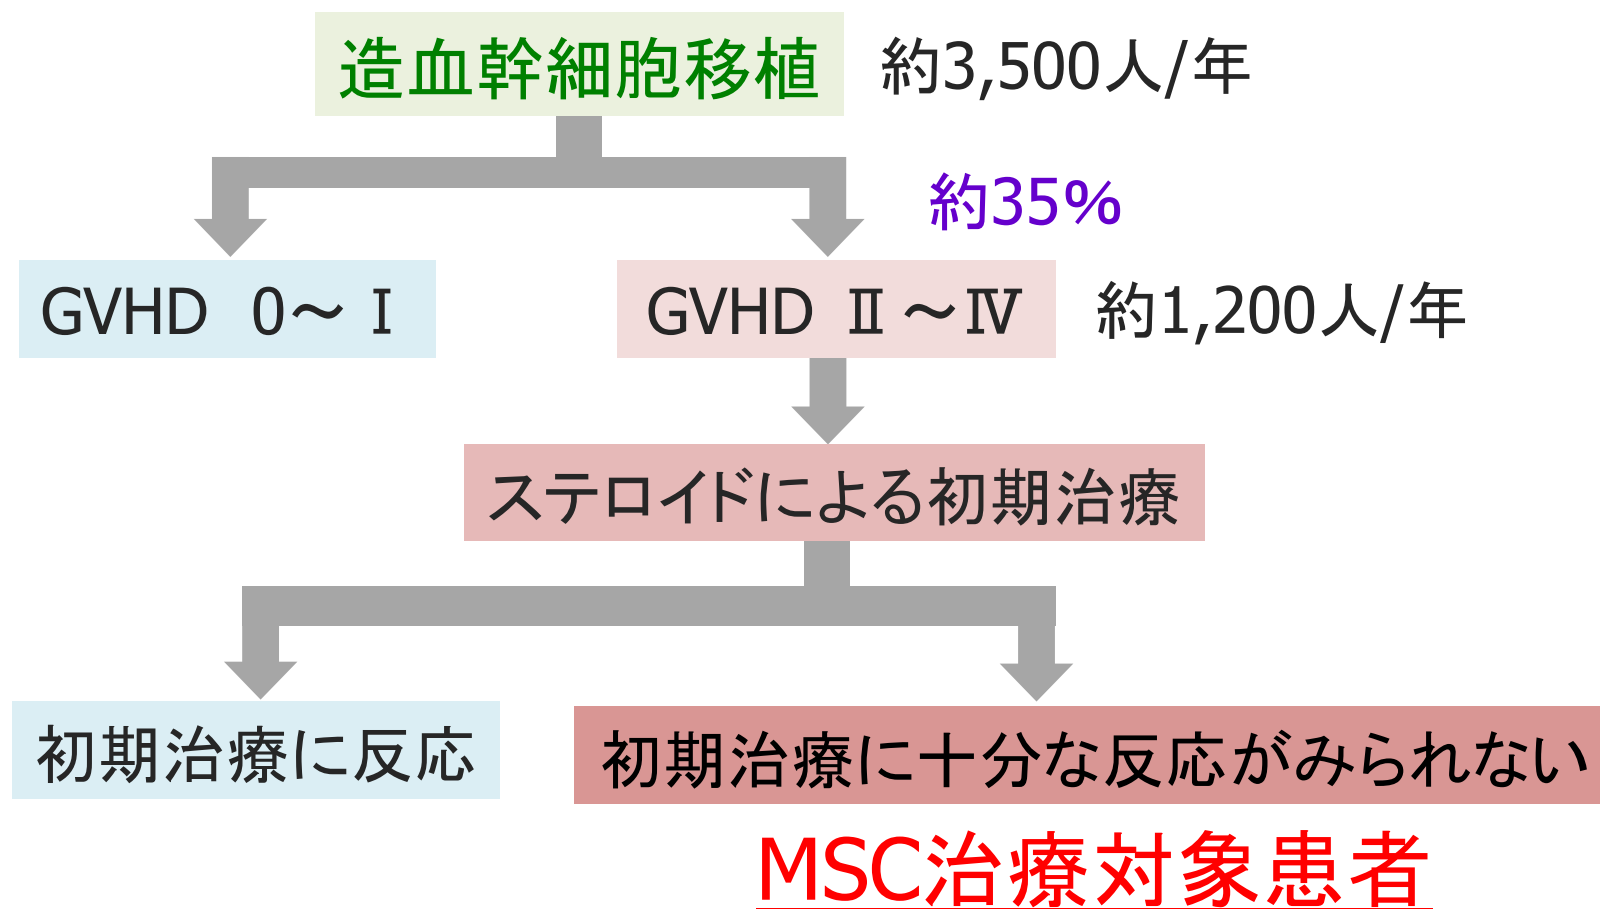 造血幹細胞移植 約3,500人/年
約35%
GVHD 0～Ⅰ GVHD Ⅱ～Ⅳ 約1,200人/年
ステロイドによる初期治療
初期治療に反応 初期治療に十分な反応がみられない
MSC治療対象患者